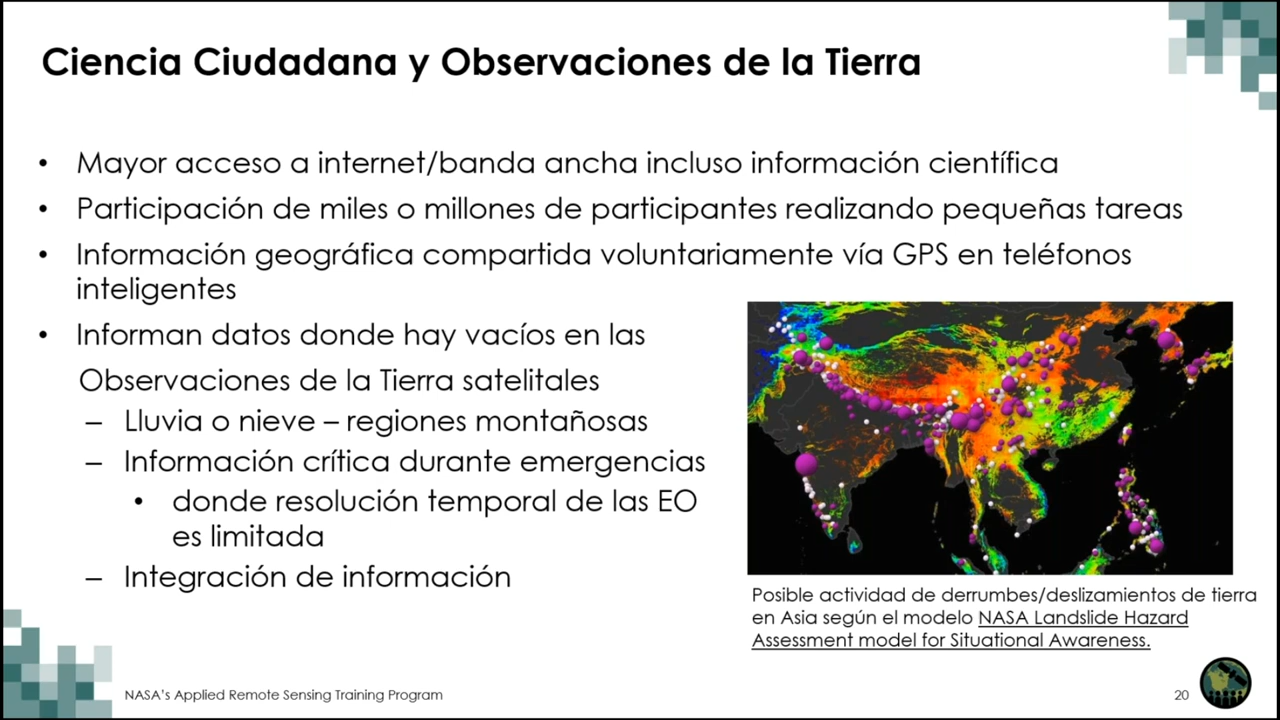 Ciencia Ciudadana y Observaciones de la Tierra
• Mayor acceso a internet/banda ancha incluso información científica
• Participación de miles o millones de participantes realizando pequeñas tareas
• Información geográfica compartida voluntariamente vía GPS en teléfonos
inteligentes
• Informan datos donde hay vacíos en las
Observaciones de la Tierra satelitales
– Lluvia o nieve – regiones montañosas
– Información crítica durante emergencias
• donde resolución temporal de las EO
es limitada
– Integración de información
Posible actividad de derrumbes/deslizamientos de tierra
en Asia según el modelo NASA Landslide Hazard
Assessment model for Situational Awareness.
NASA's Applied Remote Sensing Training Program
20